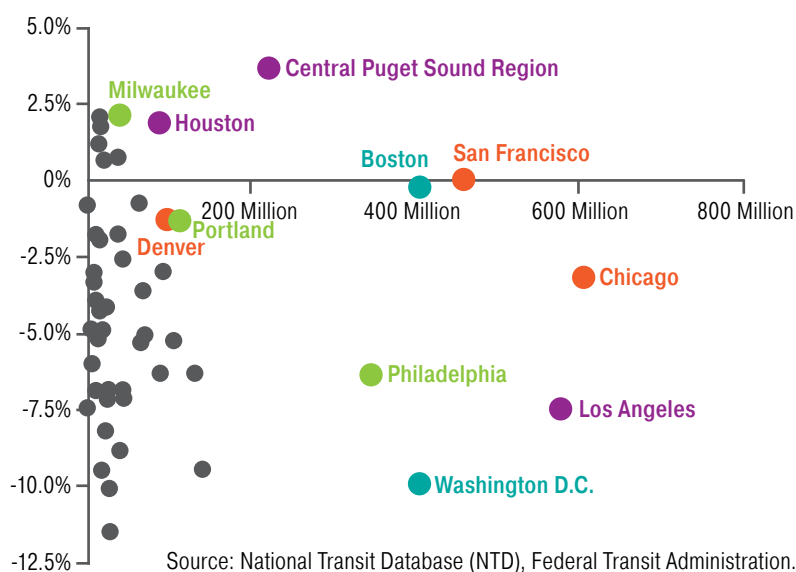 5.0%
Central Puget Sound Region
Milwaukee
2.5%
Houston
Boston
San Francisco
0%
200 Million
400 Million
600 Million
800 Million
Portland
Denver
-2.5%
Chicago
-5.0%
Philadelphia
Los Angeles
-7.5%
Washington D.C.
-10.0%
-12.5%
Source: National Transit Database (NTD), Federal Transit Administration.